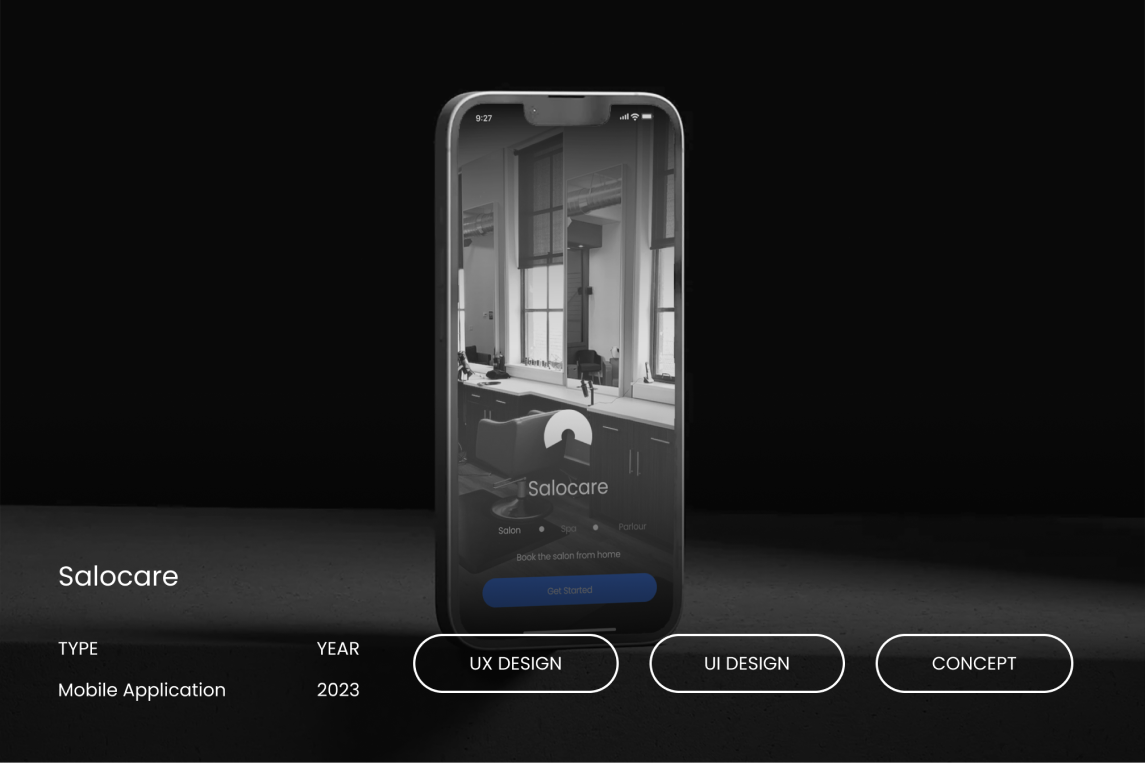 9:27
Salocare
Salon • Spa • Parlour
Book the salon from home
Get Started
Salocare
TYPE
YEAR
Mobile Application
2023
UX DESIGN
UI DESIGN
CONCEPT